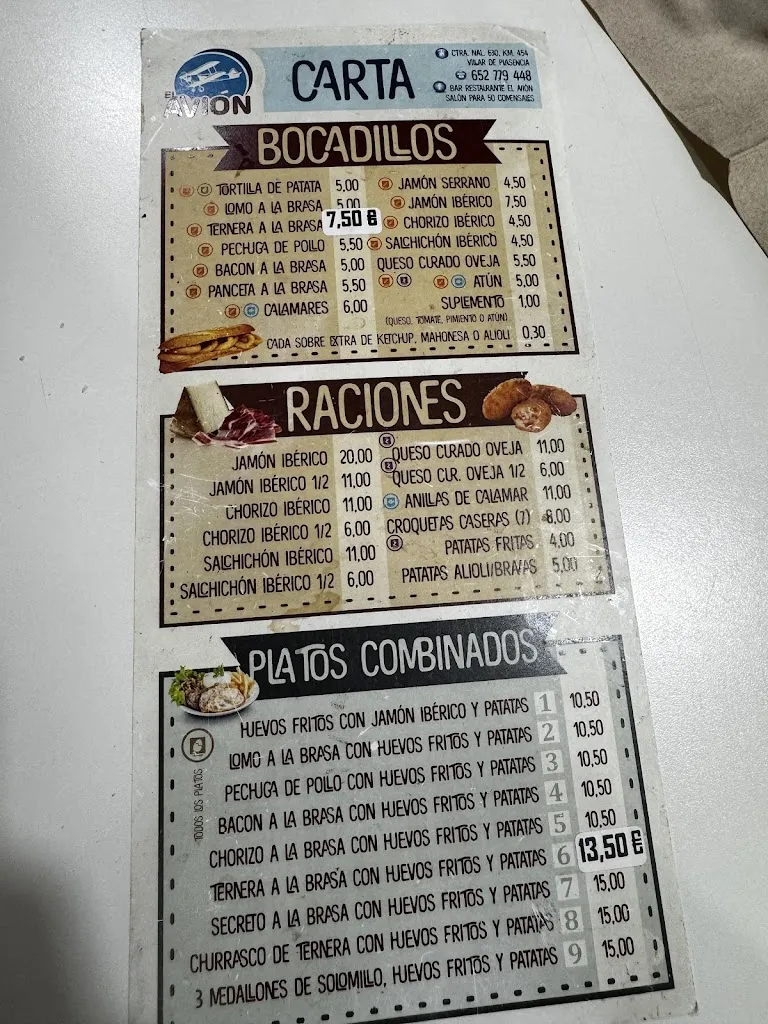 EL AVION
CARTA
CTRA. NAL. 630, KM. 454
VILLAR DE PLASENCIA
652 779 448
BAR RESTAURANTE EL AVIÓN
SALÓN PARA 50 COMENSALES
BOCADILLOS
TORTILLA DE PATATA 5,00
LOMO A LA BRASA 5,00
TERNERA A LA BRASA 7,50 €
PECHUGA DE POLLO 5,50
BACON A LA BRASA 5,00
PANCETA A LA BRASA 5,50
CALAMARES 6,00
JAMÓN SERRANO 4,50
JAMÓN IBÉRICO 7,50
CHORIZO IBÉRICO 4,50
SALCHICHÓN IBÉRICO 4,50
QUESO CURADO OVEJA 5,50
ATÚN 5,00
SUPLEMENTO 1,00
(QUESO, TOMATE, PIMIENTO O ATÚN)
CADA SOBRE EXTRA DE KETCHUP, MAHONESA O ALIOLI 0,30
RACIONES
JAMÓN IBÉRICO 20,00
JAMÓN IBÉRICO 1/2 11,00
CHORIZO IBÉRICO 11,00
CHORIZO IBÉRICO 1/2 6,00
SALCHICHÓN IBÉRICO 11,00
SALCHICHÓN IBÉRICO 1/2 6,00
QUESO CURADO OVEJA 11,00
QUESO CUR. OVEJA 1/2 6,00
ANILLAS DE CALAMAR 11,00
CROQUETAS CASERAS (7) 8,00
PATATAS FRITAS 4,00
PATATAS ALIOLI/BRAVAS 5,00
PLATOS COMBINADOS
TODOS LOS PLATOS
HUEVOS FRITOS CON JAMÓN IBÉRICO Y PATATAS 1 10,50
LOMO A LA BRASA CON HUEVOS FRITOS Y PATATAS 2 10,50
PECHUGA DE POLLO CON HUEVOS FRITOS Y PATATAS 3 10,50
BACON A LA BRASA CON HUEVOS FRITOS Y PATATAS 4 10,50
CHORIZO A LA BRASA CON HUEVOS FRITOS Y PATATAS 5 10,50
TERNERA A LA BRASA CON HUEVOS FRITOS Y PATATAS 6 13,50 €
SECRETO A LA BRASA CON HUEVOS FRITOS Y PATATAS 7 15,00
CHURRASCO DE TERNERA CON HUEVOS FRITOS Y PATATAS 8 15,00
3 MEDALLONES DE SOLOMILLO, HUEVOS FRITOS Y PATATAS 9 15,00